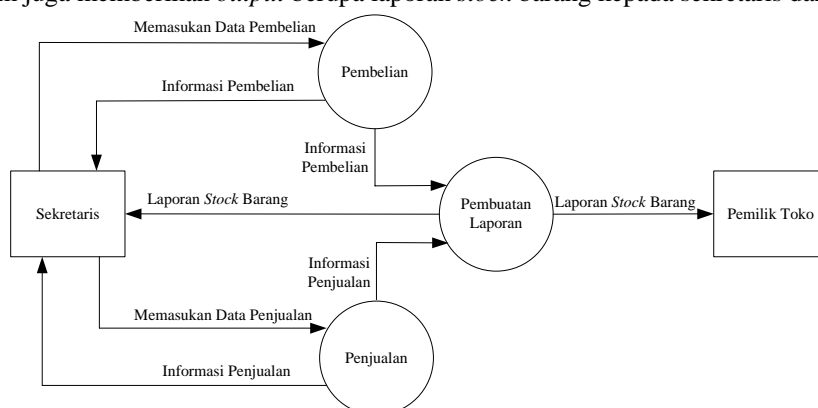 juga memberikan output berupa laporan stock barang kepada sekretaris
Memasukan Data Pembelian
Pembelian
Informasi Pembelian
Informasi
Pembelian
Laporan Stock Barang
Sekretaris
Pembuatan
Laporan
Laporan Stock Barang
Pemilik Toko
Informasi
Penjualan
Memasukan Data Penjualan
Penjualan
Informasi Penjualan